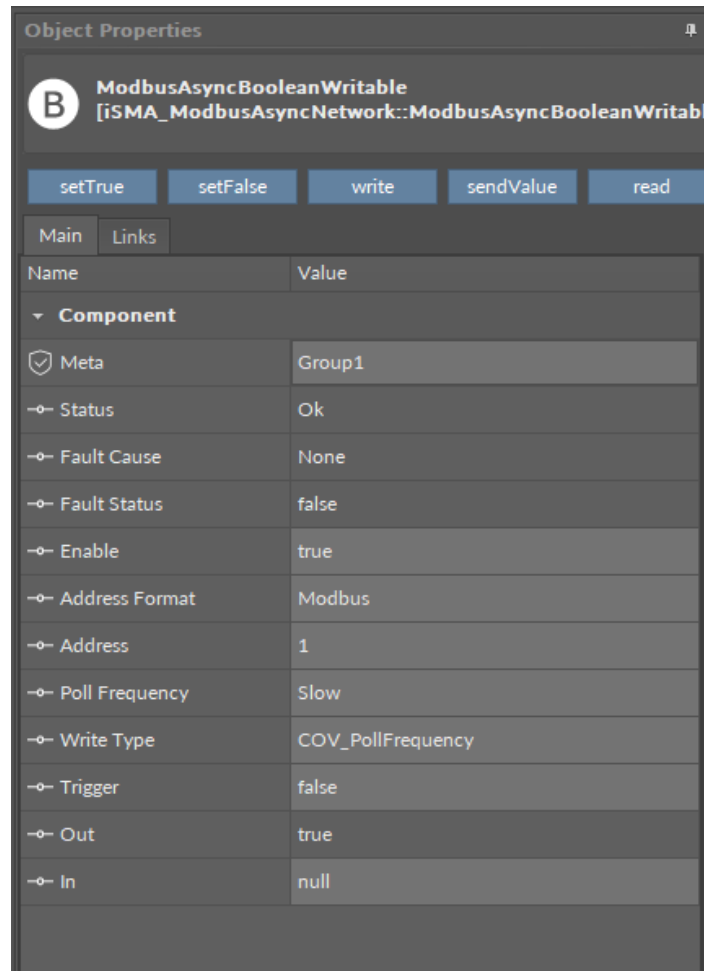 Object Properties
B
ModbusAsyncBooleanWritable
[iSMA_ModbusAsyncNetwork::ModbusAsyncBooleanWritabl
setTrue setFalse write sendValue read
Main Links
Name Value
Component
Meta Group1
Status Ok
Fault Cause None
Fault Status false
Enable true
Address Format Modbus
Address 1
Poll Frequency Slow
Write Type COV_PollFrequency
Trigger false
Out true
In null